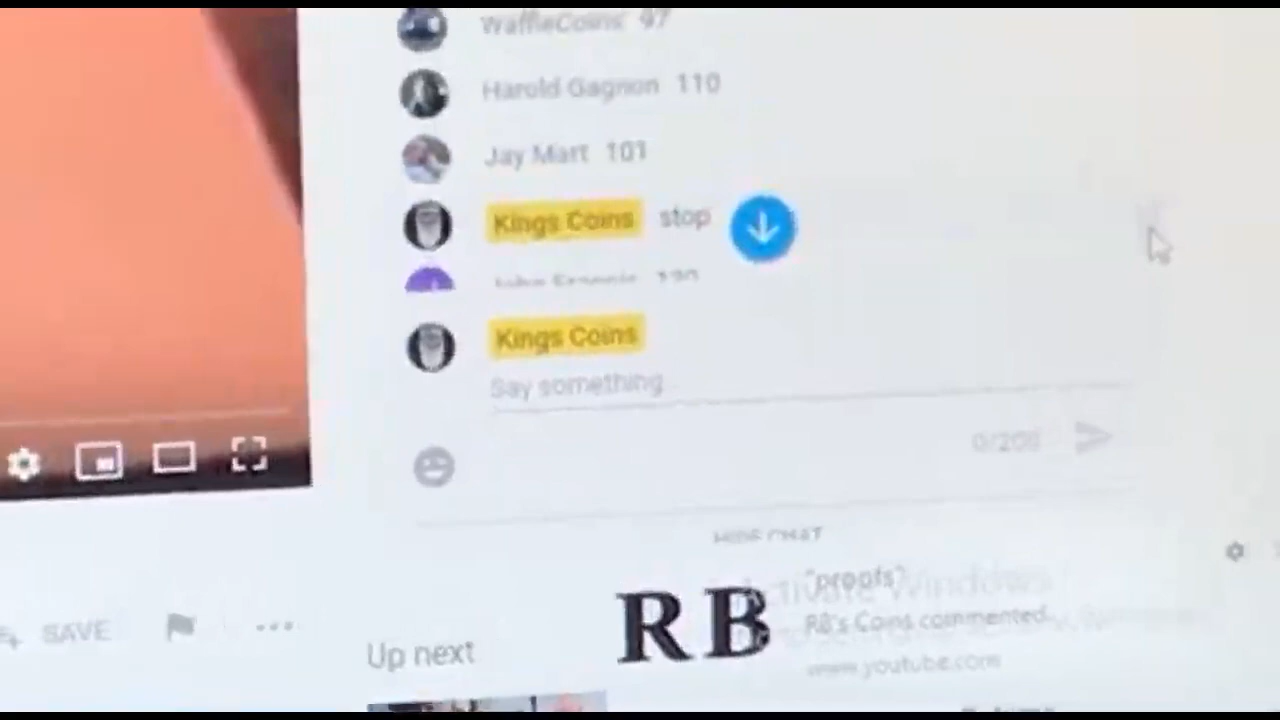 WaffleCoins 97
Harold Gagnon 110
Jay Mart 101
Kings Coins stop
Kings Coins
Say something
0/200
HIDE CHAT
"proofs"
Activate Windows
RB
RB's Coins commented
www.youtube.com
SAVE
Up next